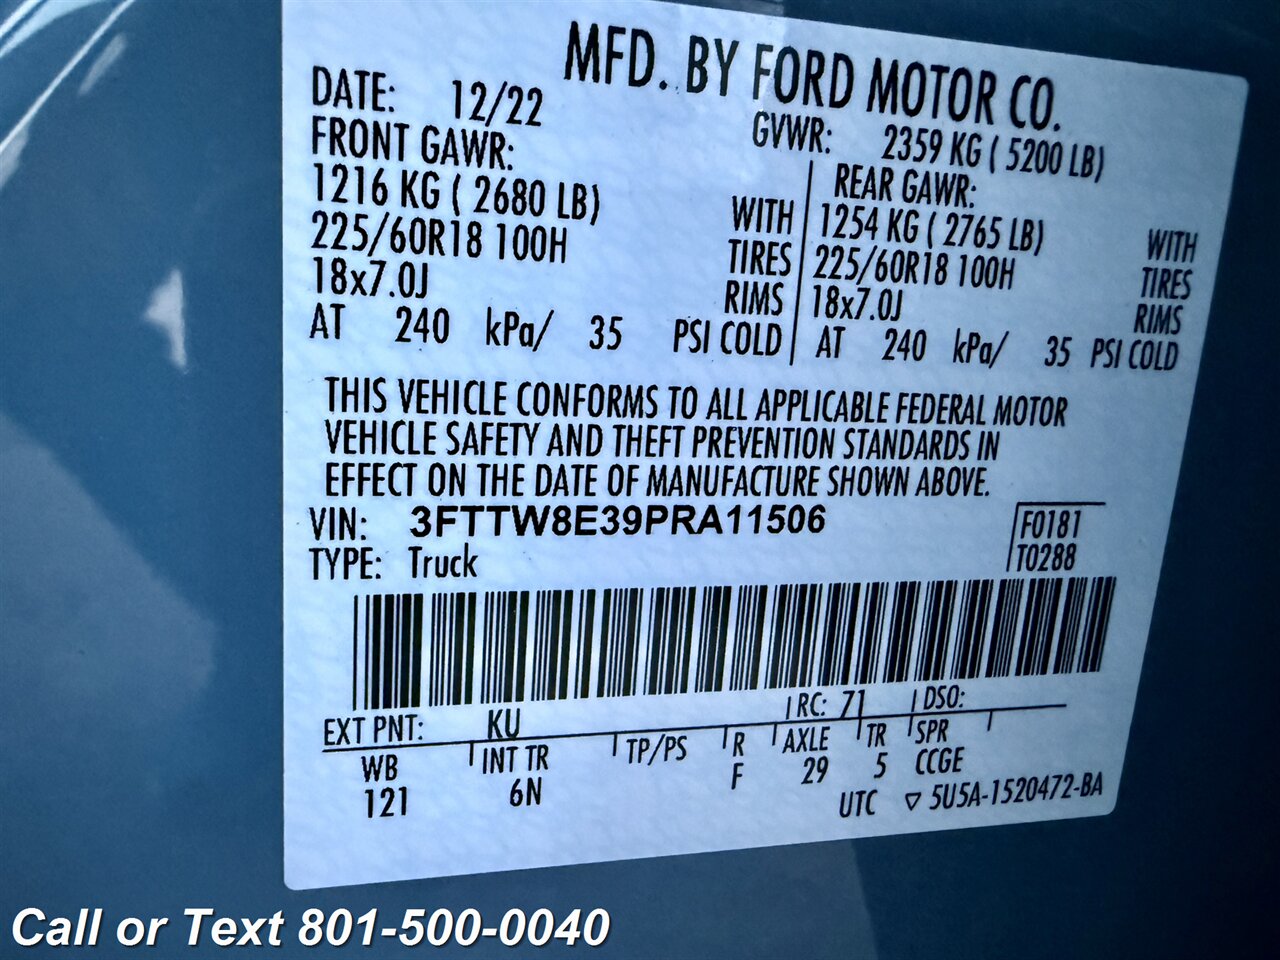 MFD. BY FORD MOTOR CO.
DATE: 12/22 GVWR: 2359 KG ( 5200 LB)
FRONT GAWR: REAR GAWR:
1216 KG ( 2680 LB) WITH 1254 KG ( 2765 LB) WITH
225/60R18 100H TIRES 225/60R18 100H TIRES
18x7.0J RIMS 18x7.0J RIMS
AT 240 kPa/ 35 PSI COLD AT 240 kPa/ 35 PSI COLD
THIS VEHICLE CONFORMS TO ALL APPLICABLE FEDERAL MOTOR
VEHICLE SAFETY AND THEFT PREVENTION STANDARDS IN
EFFECT ON THE DATE OF MANUFACTURE SHOWN ABOVE.
VIN: 3FTTW8E39PRA11506 F0181
TYPE: Truck T0288
EXT PNT: KU RC: 71 DSO:
WB INT TR TP/PS R AXLE TR SPR
121 6N F 29 5 CCGE
UTC ▽ 5U5A-1520472-BA
Call or Text 801-500-0040